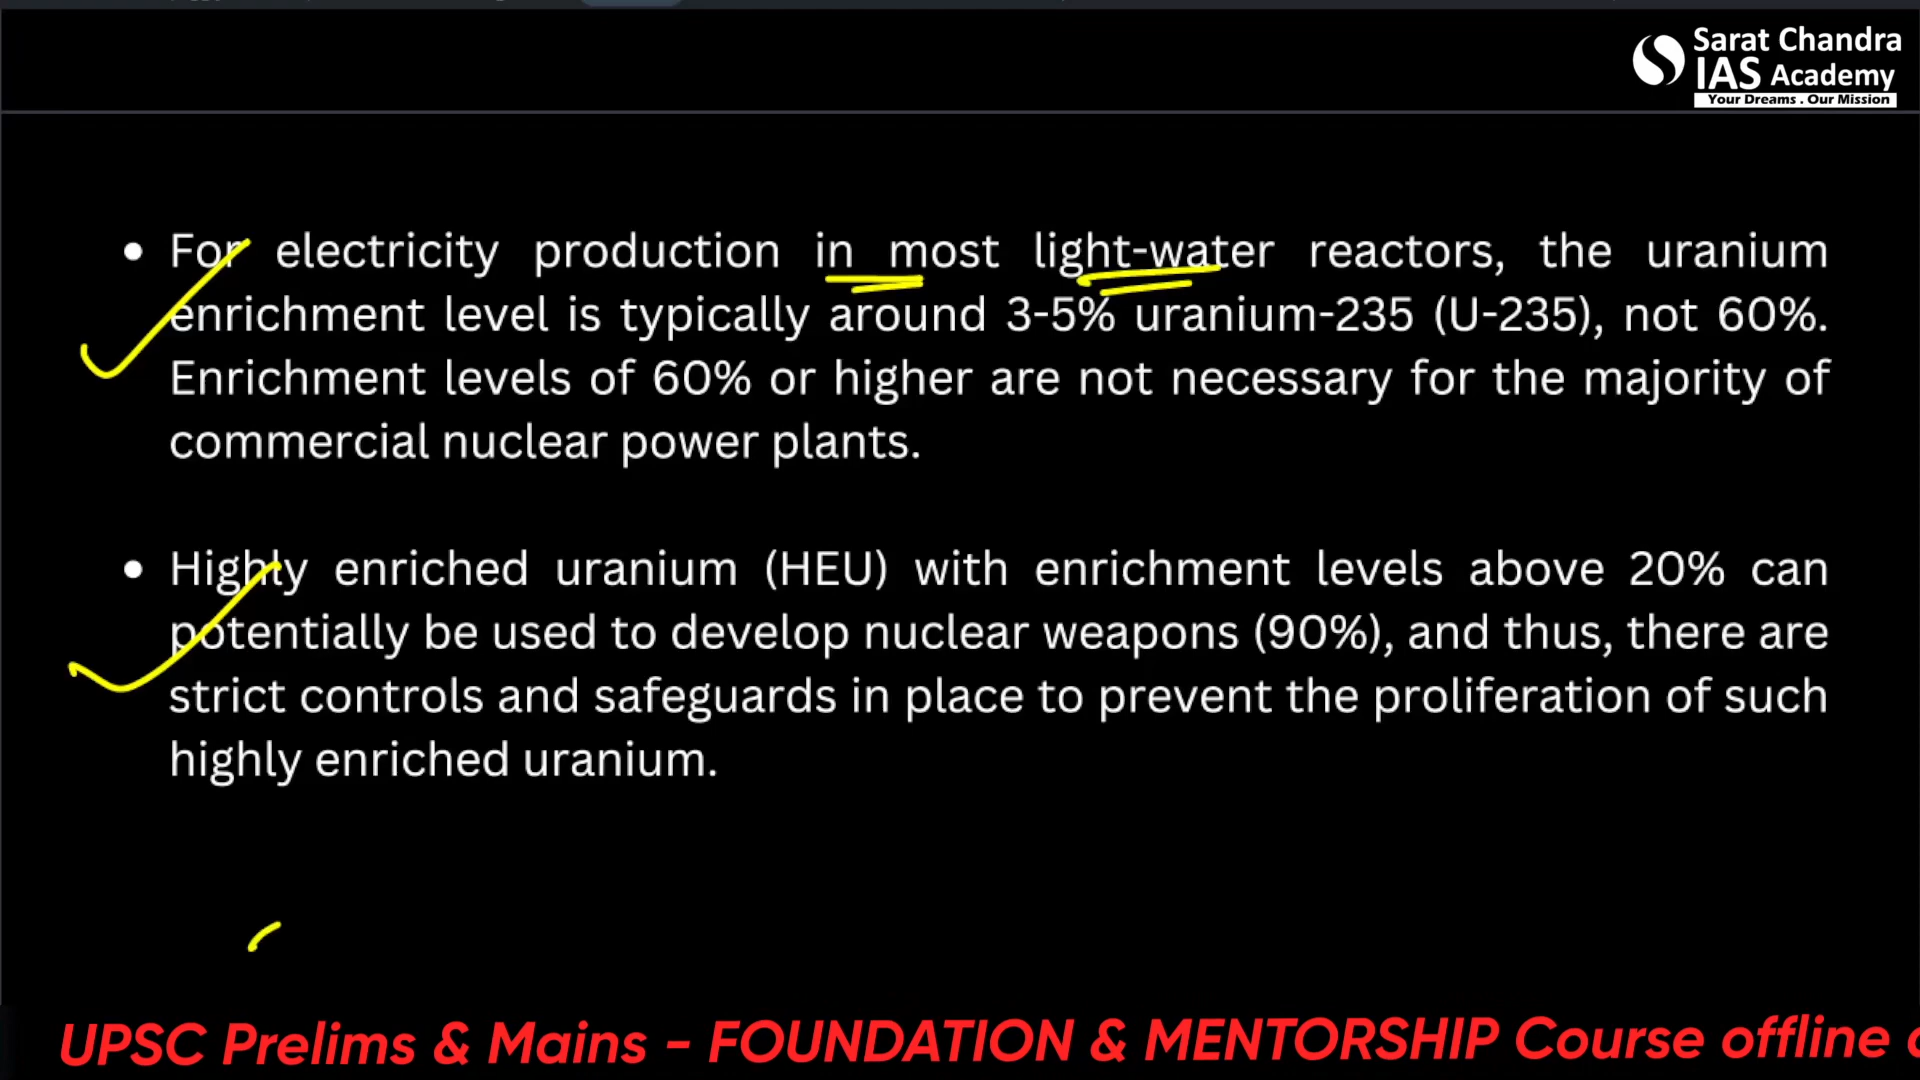 Sarat Chandra
IAS Academy
Your Dreams . Our Mission
• For electricity production in most light-water reactors, the uranium
enrichment level is typically around 3-5% uranium-235 (U-235), not 60%.
Enrichment levels of 60% or higher are not necessary for the majority of
commercial nuclear power plants.
• Highly enriched uranium (HEU) with enrichment levels above 20% can
potentially be used to develop nuclear weapons (90%), and thus, there are
strict controls and safeguards in place to prevent the proliferation of such
highly enriched uranium.
UPSC Prelims & Mains - FOUNDATION & MENTORSHIP Course offline